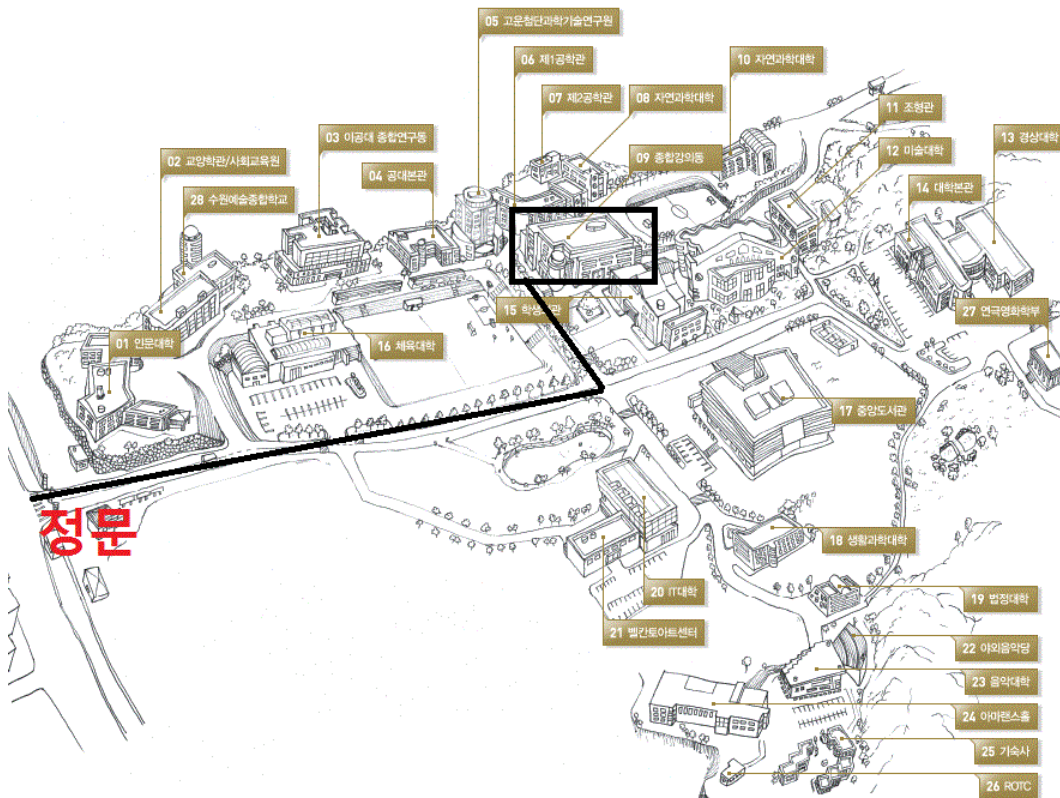 05 고운첨단과학기술연구원
06 제1공학관
10 자연과학대학
07 제2공학관
08 자연과학대학
11 조형관
03 이공대 종합연구동
13 경상대학
02 교양학관/사회교육원
09 종합강의동
12 미술대학
04 공대본관
14 대학본관
28 수원예술종합학교
15 학생회관
27 연극영화학부
01 인문대학
16 체육대학
17 중앙도서관
정문
18 생활과학대학
20 IT대학
19 법정대학
21 벨칸토아트센터
22 야외음악당
23 음악대학
24 아마랜스홀
25 기숙사
26 ROTC